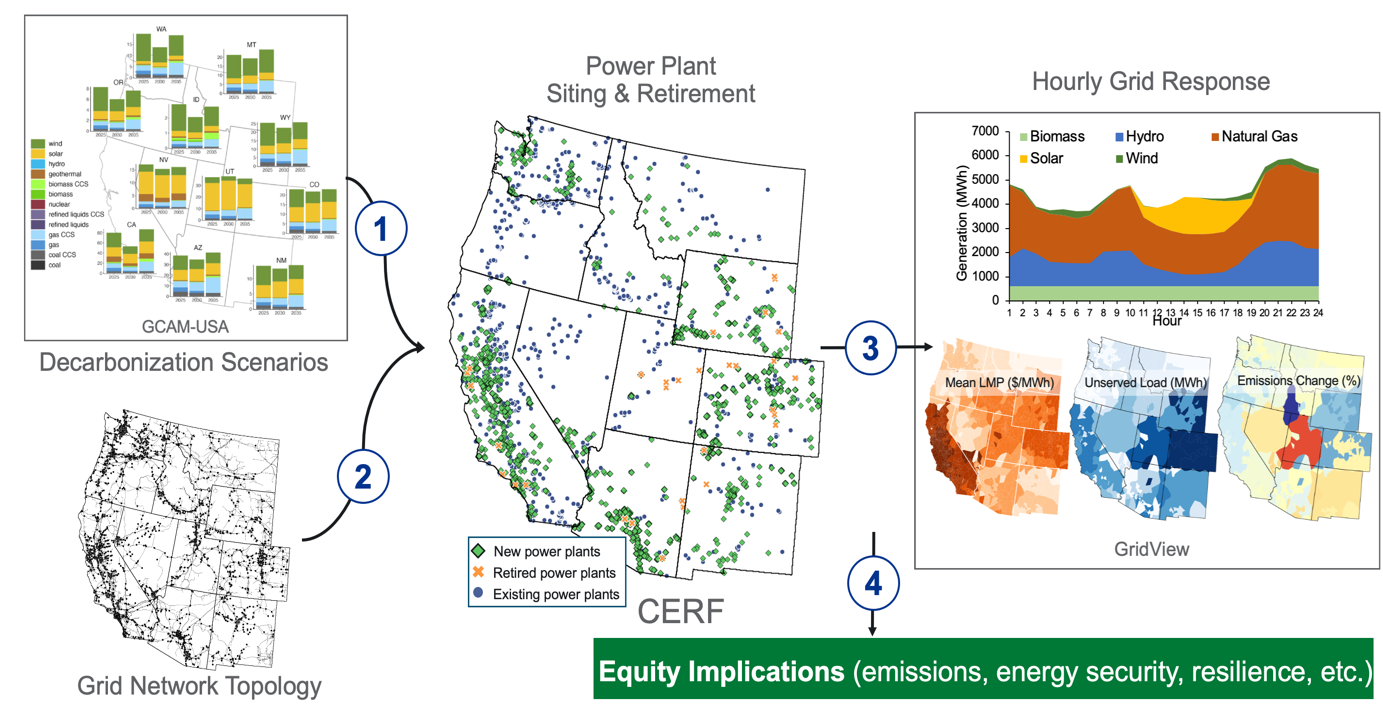 WA
MT
OR
ID
WY
NV
UT
CO
CA
AZ
NM
2025 2030 2035
wind
solar
hydro
geothermal
biomass CCS
biomass
nuclear
refined liquids CCS
refined liquids
gas CCS
gas
coal CCS
coal
GCAM-USA
Decarbonization Scenarios
1
2
Grid Network Topology
Power Plant
Siting & Retirement
New power plants
Retired power plants
Existing power plants
CERF
3
4
Hourly Grid Response
Generation (MWh)
7000
6000
5000
4000
3000
2000
1000
0
Biomass Hydro Natural Gas
Solar Wind
1 2 3 4 5 6 7 8 9 10 11 12 13 14 15 16 17 18 19 20 21 22 23 24
Hour
Mean LMP ($/MWh) Unserved Load (MWh) Emissions Change (%)
GridView
Equity Implications (emissions, energy security, resilience, etc.)